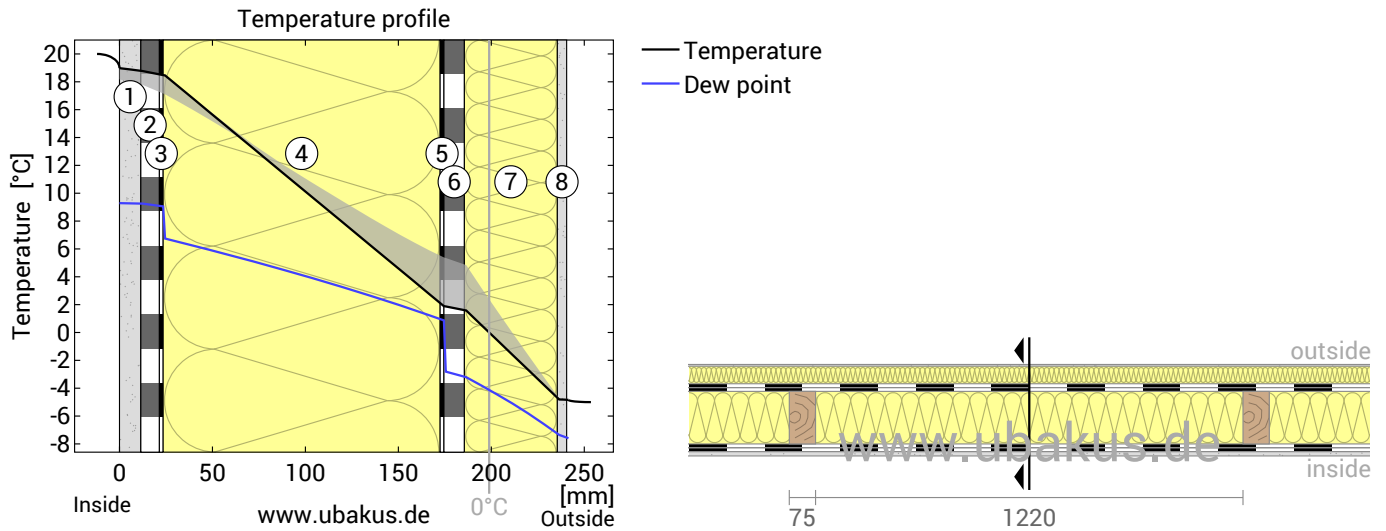 Temperature profile
Temperature [°C]
20
18
16
14
12
10
8
6
4
2
0
-2
-4
-6
-8
1
2
3
4
5
6
7
8
0
50
100
150
200
250
[mm]
Inside
www.ubakus.de
0°C
Outside
Temperature
Dew point
outside
www.ubakus.de
inside
75
1220